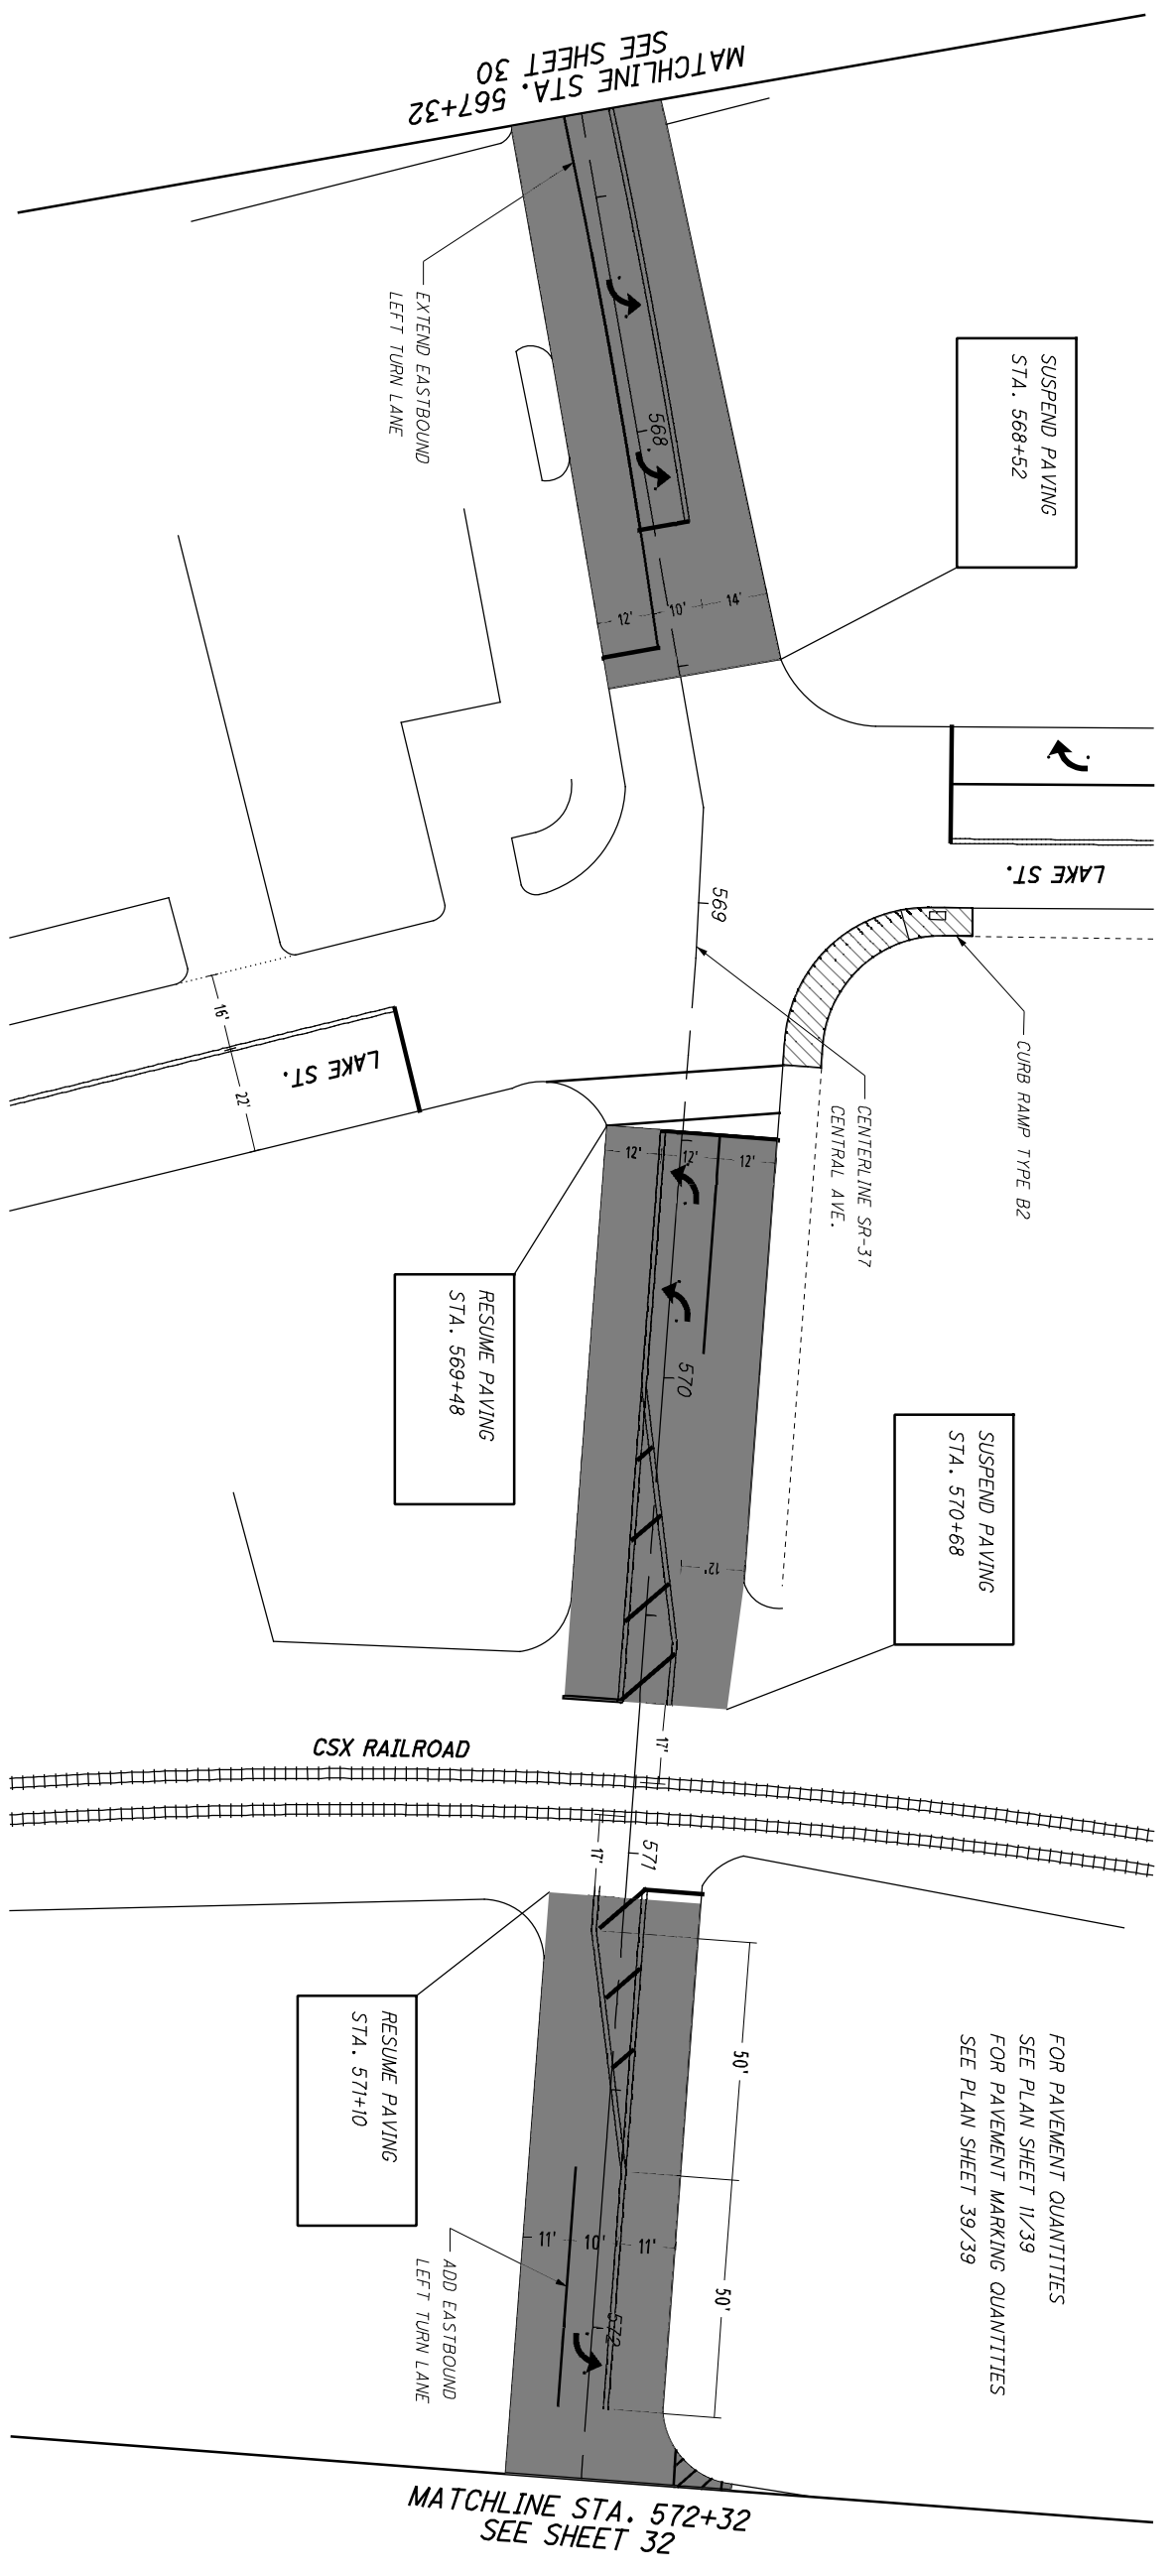 MATCHLINE STA. 567+32
SEE SHEET 30
EXTEND EASTBOUND
LEFT TURN LANE
SUSPEND PAVING
STA. 568+52
568
12'
10'
14'
LAKE ST.
569
CURB RAMP TYPE B2
CENTERLINE SR-37
CENTRAL AVE.
16'
22'
LAKE ST.
12'
12'
12'
RESUME PAVING
STA. 569+48
570
SUSPEND PAVING
STA. 570+68
12'
17'
CSX RAILROAD
17'
571
RESUME PAVING
STA. 571+10
50'
50'
FOR PAVEMENT QUANTITIES
SEE PLAN SHEET 11/39
FOR PAVEMENT MARKING QUANTITIES
SEE PLAN SHEET 39/39
11'
10'
11'
572
ADD EASTBOUND
LEFT TURN LANE
MATCHLINE STA. 572+32
SEE SHEET 32